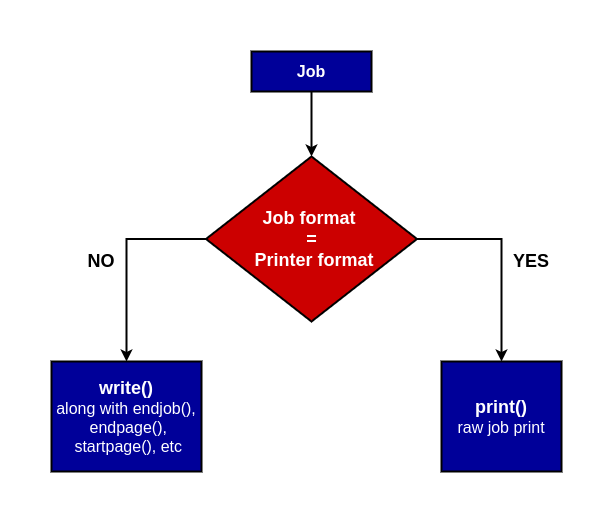 Job
Job format
=
Printer format
NO
YES
write()
along with endjob(),
endpage(),
startpage(), etc
print()
raw job print